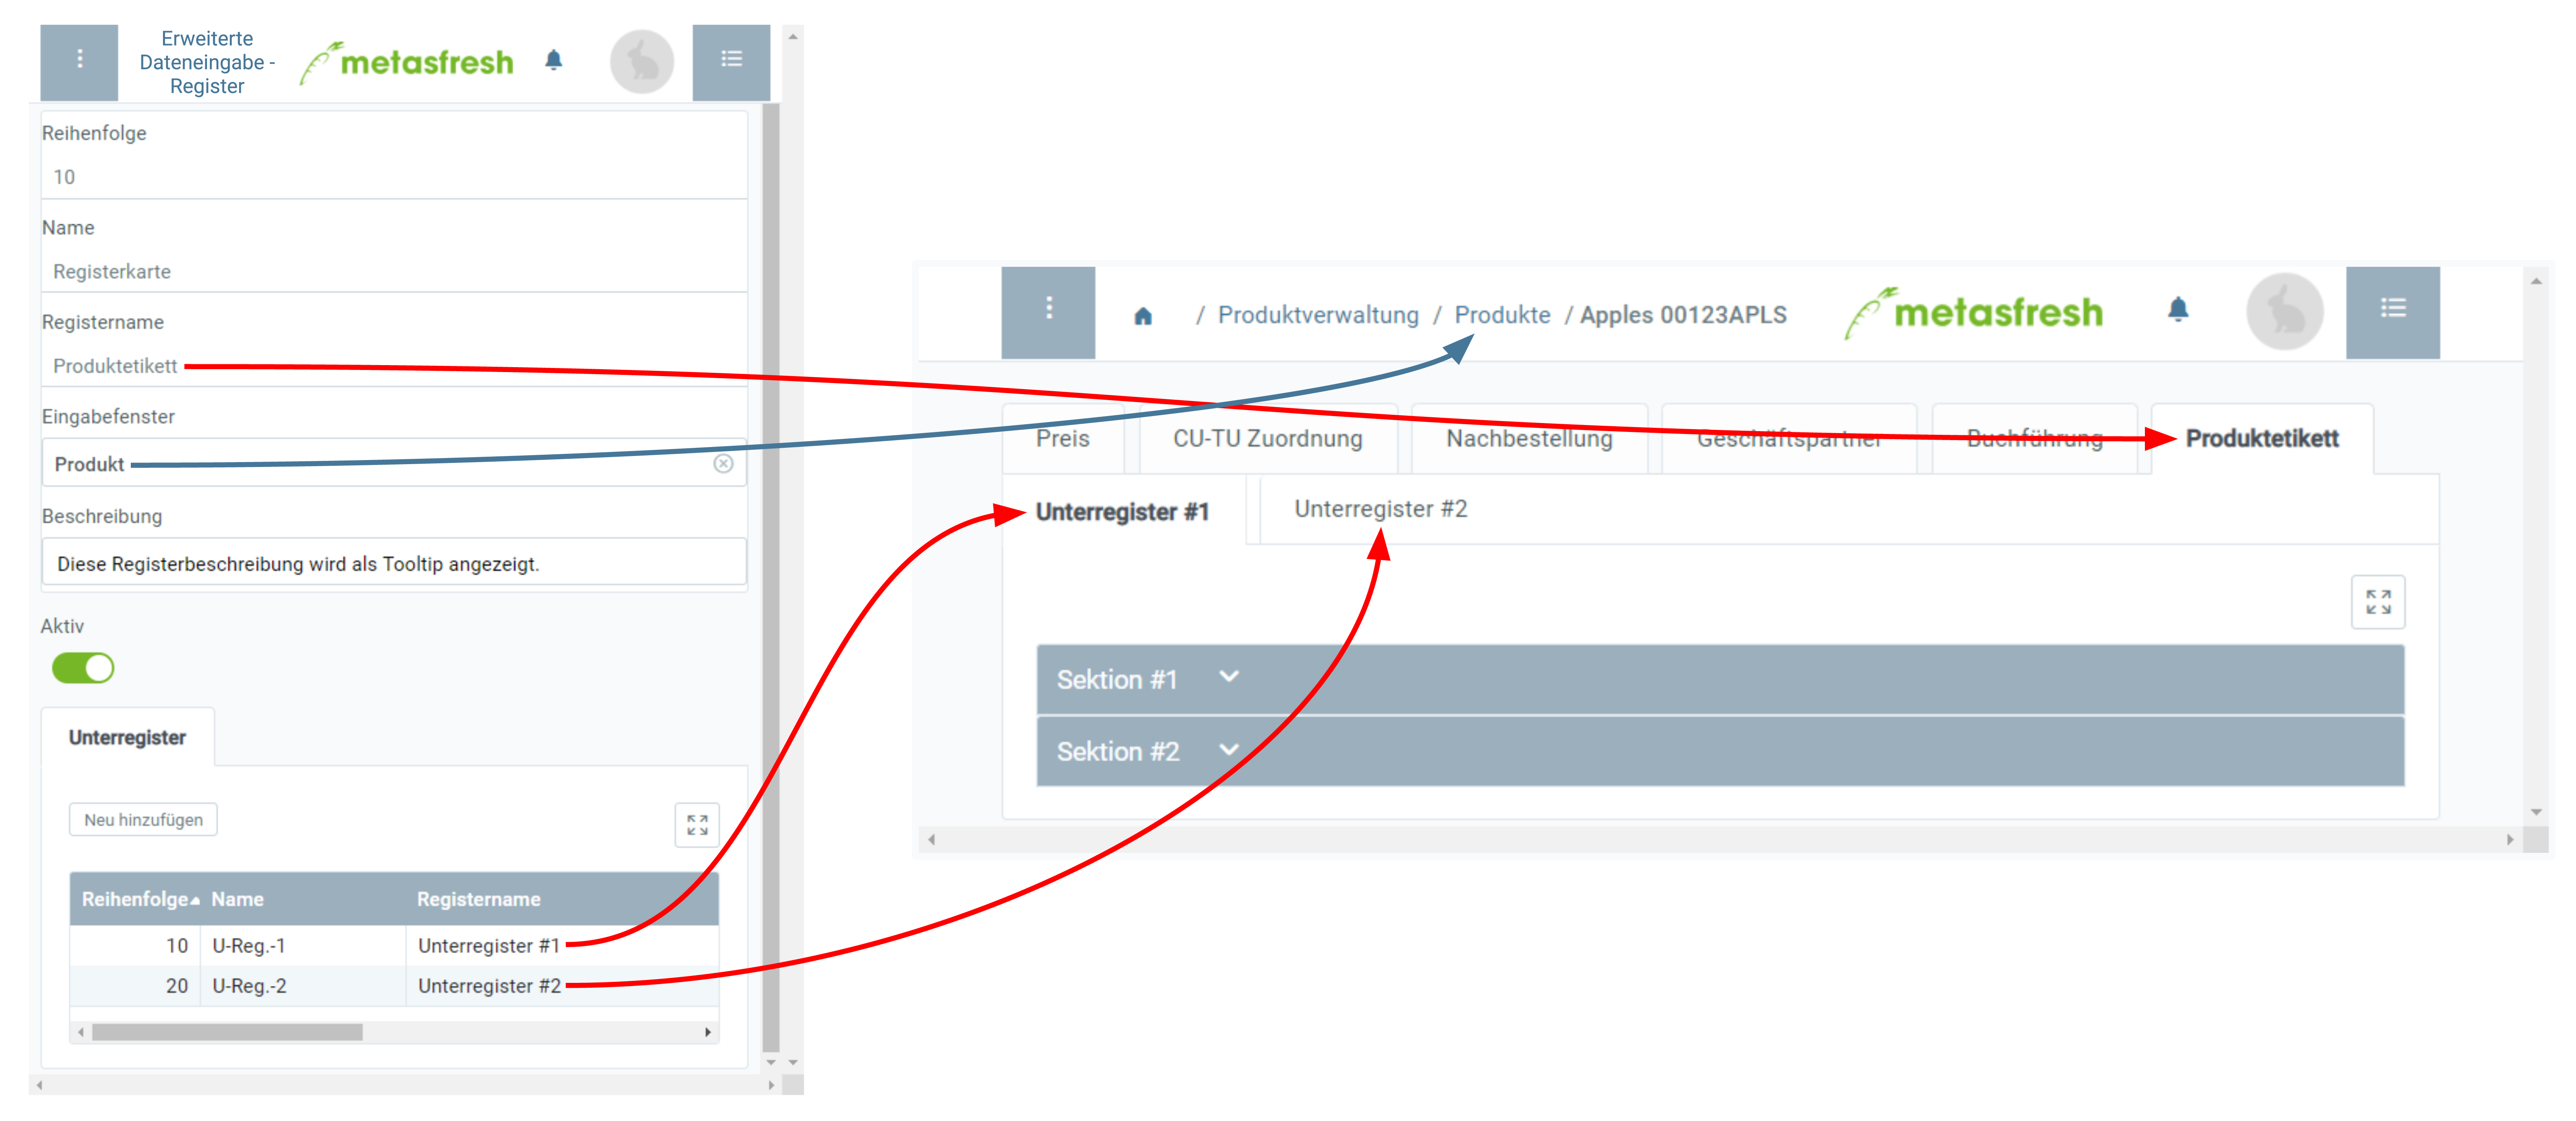 Erweiterte
Dateneingabe -
Register
metasfresh
Reihenfolge
10
Name
Registerkarte
Registername
Produktetikett
Eingabefenster
Produkt
Beschreibung
Diese Registerbeschreibung wird als Tooltip angezeigt.
Aktiv
Unterregister
Neu hinzufügen
Reihenfolge Name Registername
10 U-Reg.-1 Unterregister #1
20 U-Reg.-2 Unterregister #2
/ Produktverwaltung / Produkte / Apples 00123APLS
metasfresh
Preis CU-TU Zuordnung Nachbestellung Geschäftspartner Buchführung Produktetikett
Unterregister #1 Unterregister #2
Sektion #1
Sektion #2